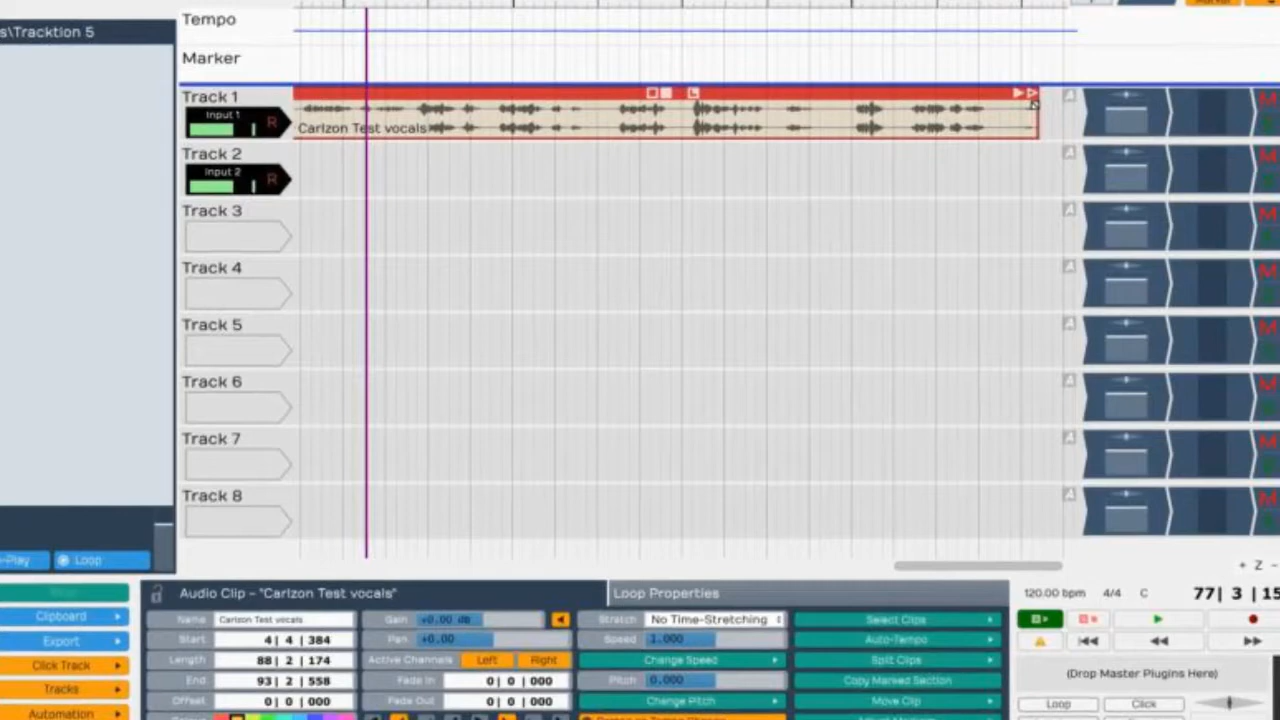 s\Tracktion 5
Tempo
Marker
Track 1
Input 1
R
Carlzon Test vocals
Track 2
Input 2
R
Track 3
Track 4
Track 5
Track 6
Track 7
Track 8
-Play
Loop
Clipboard
Export
Click Track
Tracks
Automation
Audio Clip - "Carlzon Test vocals"
Name
Carlzon Test vocals
Start
4| 4 | 384
Length
88| 2 | 174
End
93| 2 | 558
Offset
0| 0 | 000
Gain
+0.00 dB
Pan
+0.00
Active Channels
Left
Right
Fade In
0| 0 | 000
Fade Out
0| 0 | 000
Loop Properties
Stretch
No Time-Stretching
Speed
1.000
Change Speed
Pitch
0.000
Change Pitch
Select Clips
Auto-Tempo
Split Clips
Copy Marked Section
Move Clip
120.00 bpm
4/4
C
77| 3 | 15
(Drop Master Plugins Here)
Loop
Click
+ Z -